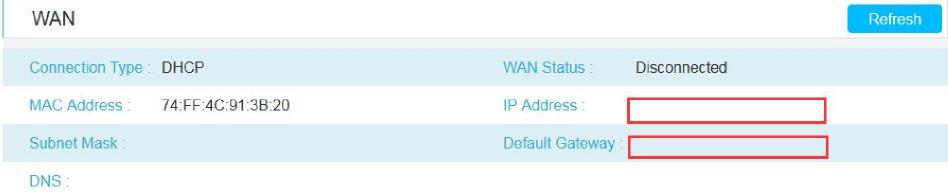 WAN Refresh
Connection Type : DHCP WAN Status : Disconnected
MAC Address : 74:FF:4C:91:3B:20 IP Address :
Subnet Mask : Default Gateway :
DNS :